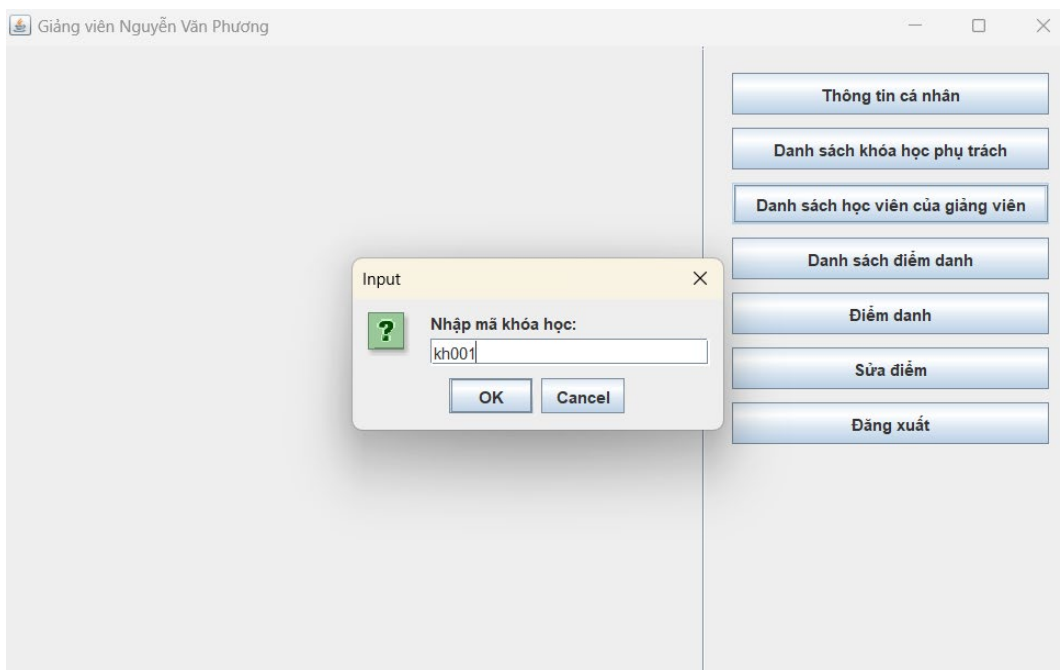 Giảng viên Nguyễn Văn Phương
Thông tin cá nhân
Danh sách khóa học phụ trách
Danh sách học viên của giảng viên
Danh sách điểm danh
Điểm danh
Sửa điểm
Đăng xuất
Input
?
Nhập mã khóa học:
kh001
OK
Cancel